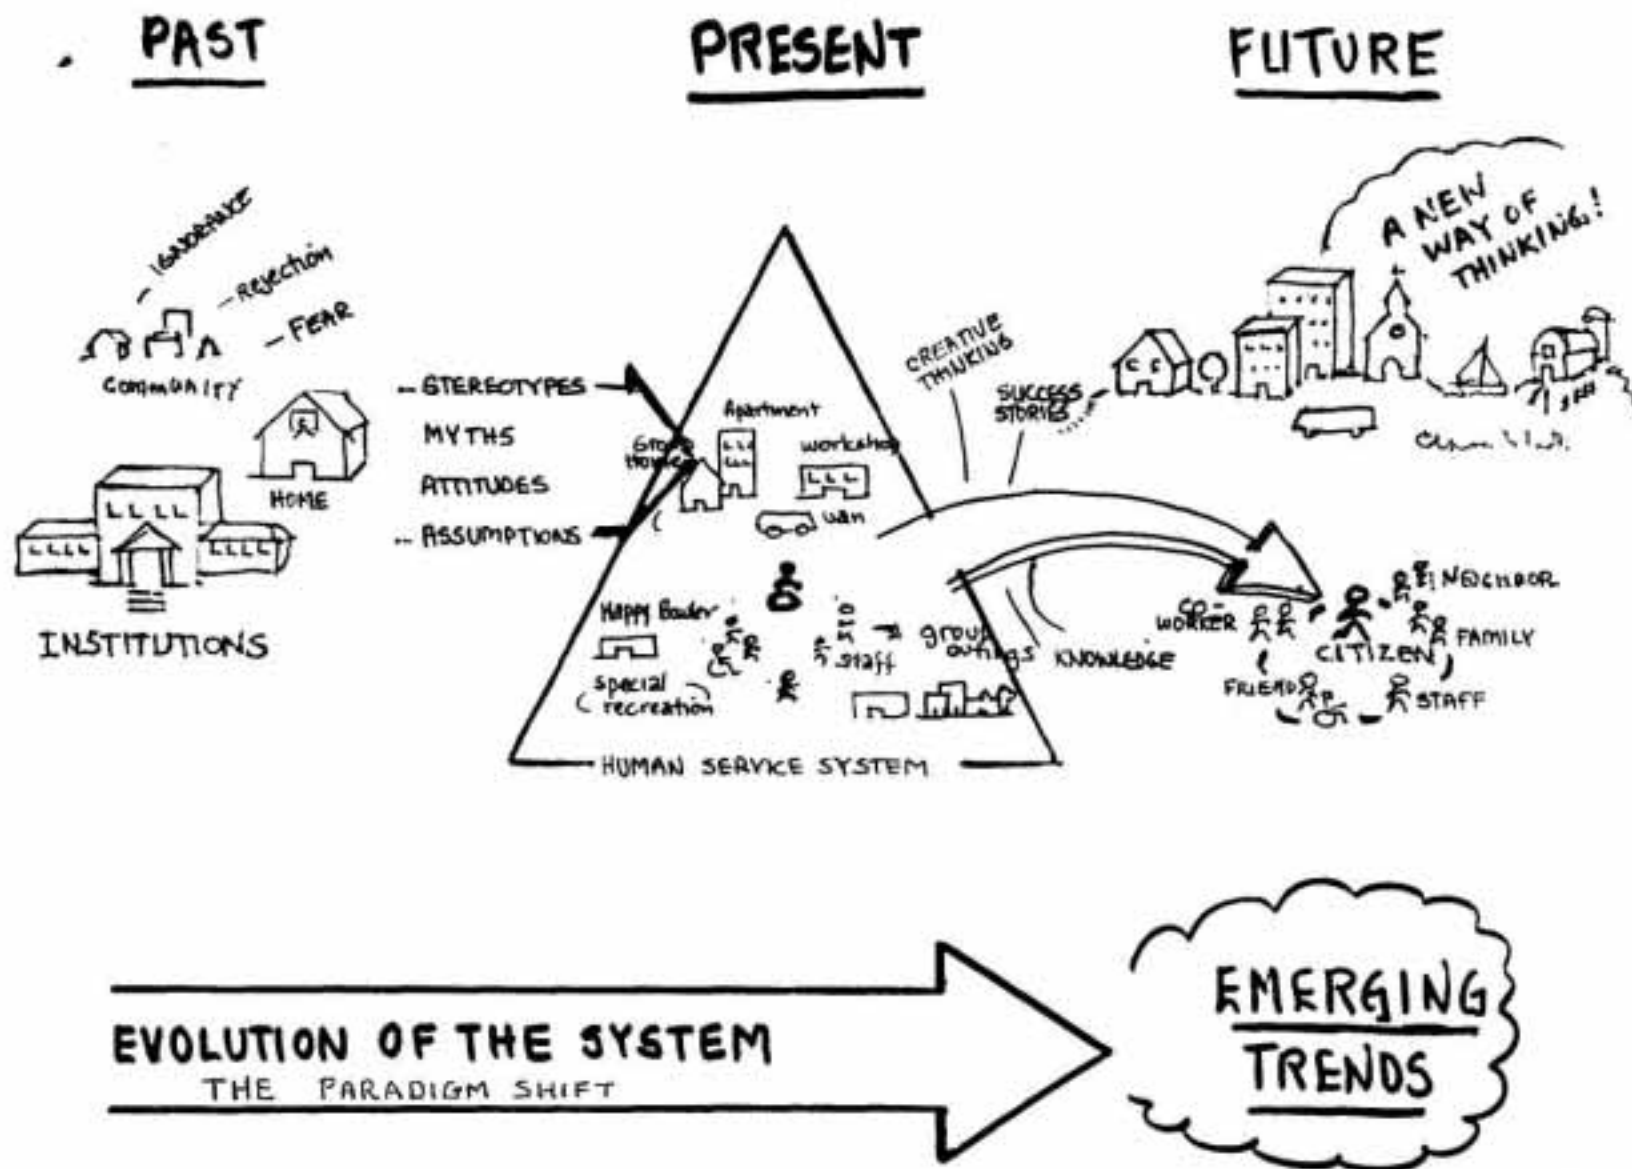 PAST
PRESENT
FUTURE
IGNORANCE
Rejection
FEAR
COMMUNITY
HOME
INSTITUTIONS
STEREOTYPES
MYTHS
ATTITUDES
ASSUMPTIONS
Apartment
Group
Home
workshop
van
Happy Bowler
special
recreation
staff
group
outings
HUMAN SERVICE SYSTEM
CREATIVE
THINKING
SUCCESS
STORIES
KNOWLEDGE
A NEW
WAY OF
THINKING!
CO-
WORKER
NEIGHBOR
FAMILY
CITIZEN
FRIEND
STAFF
EVOLUTION OF THE SYSTEM
THE PARADIGM SHIFT
EMERGING
TRENDS